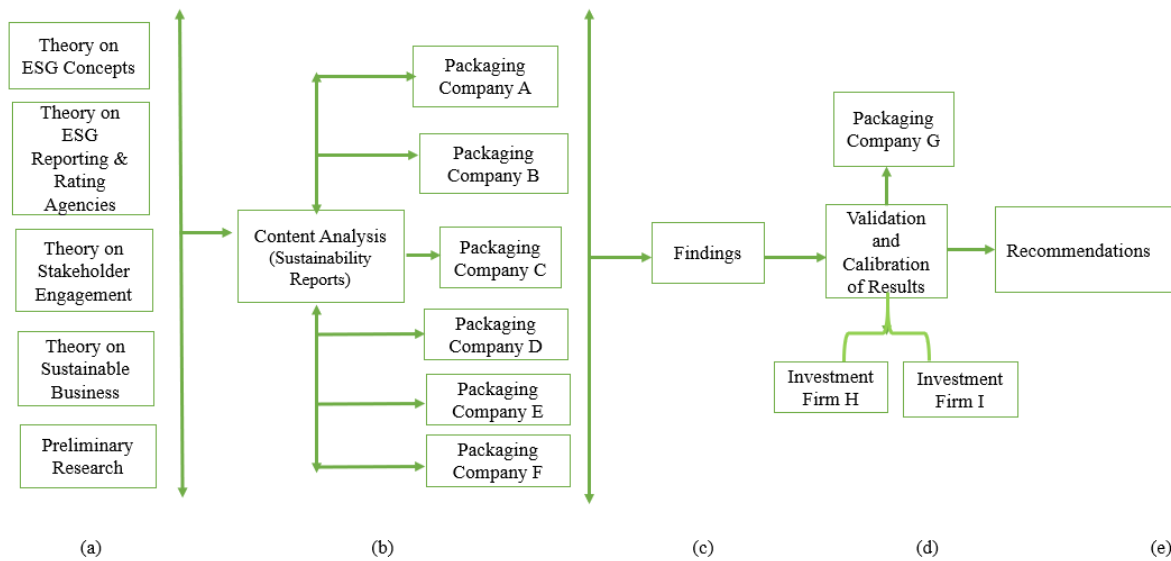 Theory on
ESG Concepts
Theory on
ESG
Reporting &
Rating
Agencies
Theory on
Stakeholder
Engagement
Theory on
Sustainable
Business
Preliminary
Research
Content Analysis
(Sustainability
Reports)
Packaging
Company A
Packaging
Company B
Packaging
Company C
Packaging
Company D
Packaging
Company E
Packaging
Company F
Findings
Packaging
Company G
Validation
and
Calibration
of Results
Investment
Firm H
Investment
Firm I
Recommendations
(a)
(b)
(c)
(d)
(e)